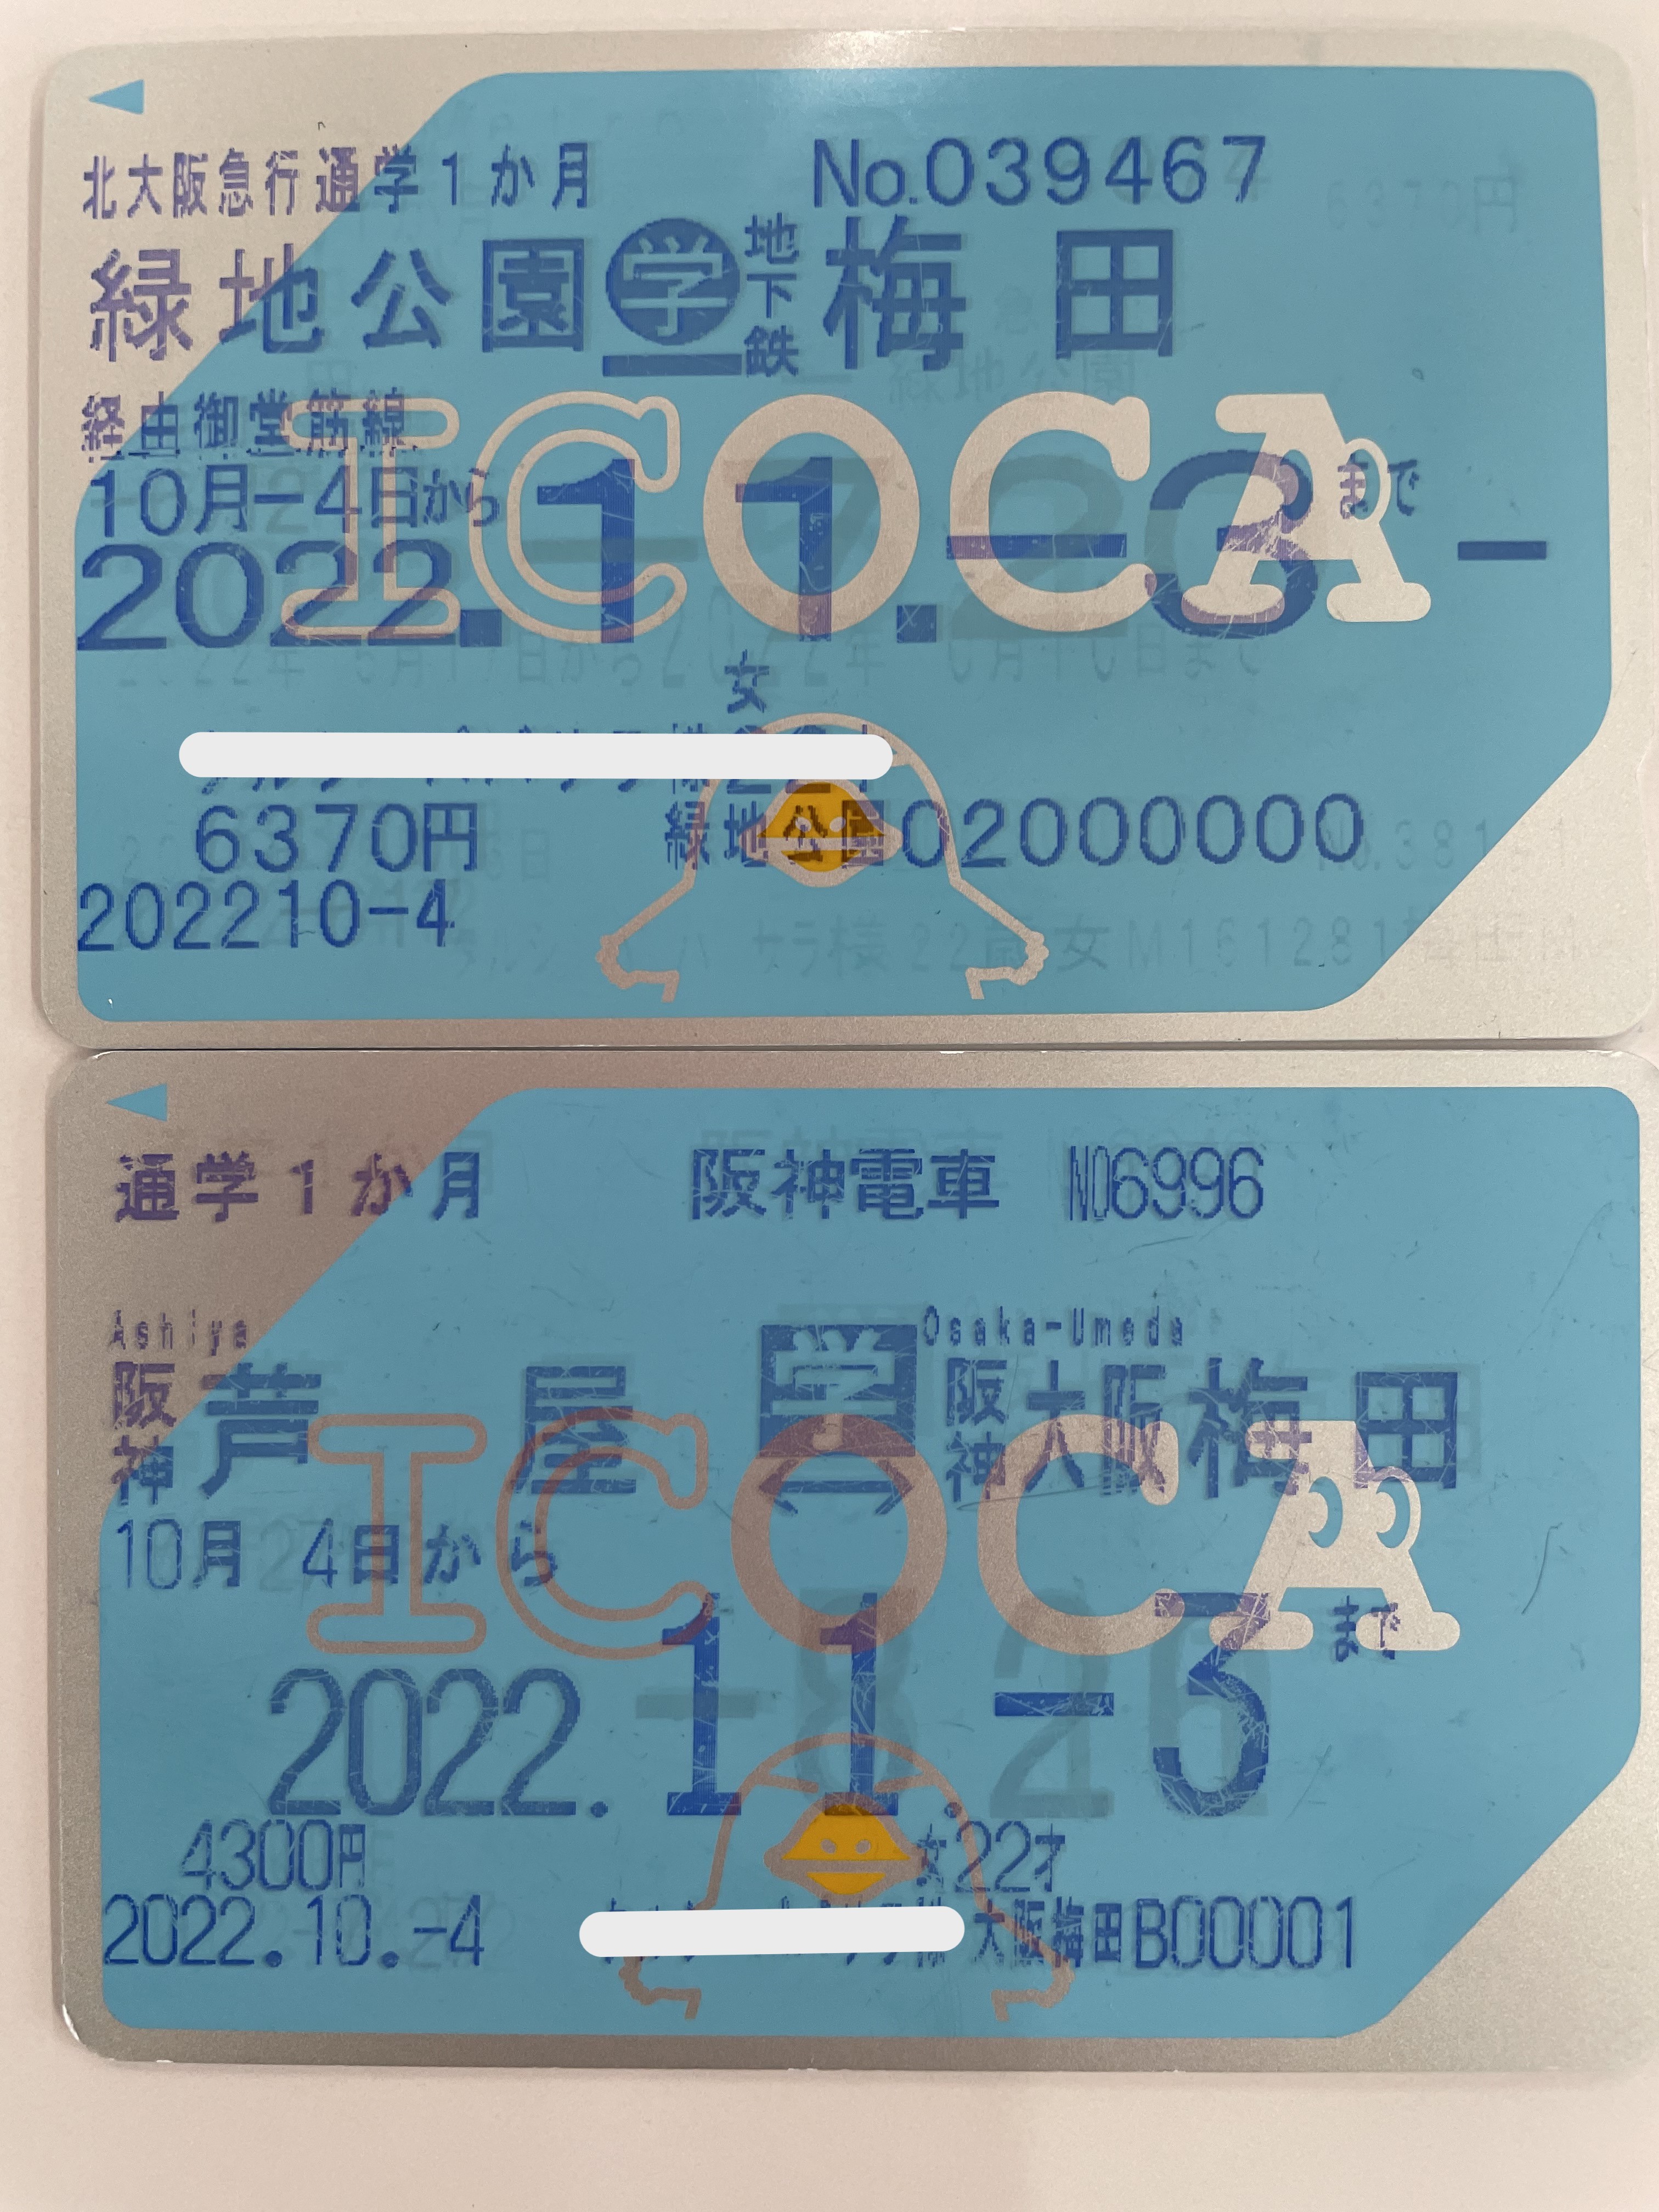 北大阪急行通学1か月 No.039467
緑地公園 学 地下鉄 梅田
経由御堂筋線
ICOCA
10月-4日から
2022.11.-3まで -
女
6370円 緑地公園02000000
202210-4
通学1か月 阪神電車 NO6996
Ashiya Osaka-Umeda
阪神 芦屋 学 阪神 大阪梅田
ICOCA
10月 4日から
2022.11.-3まで
4300円 女22才
2022.10.-4 大阪梅田B00001